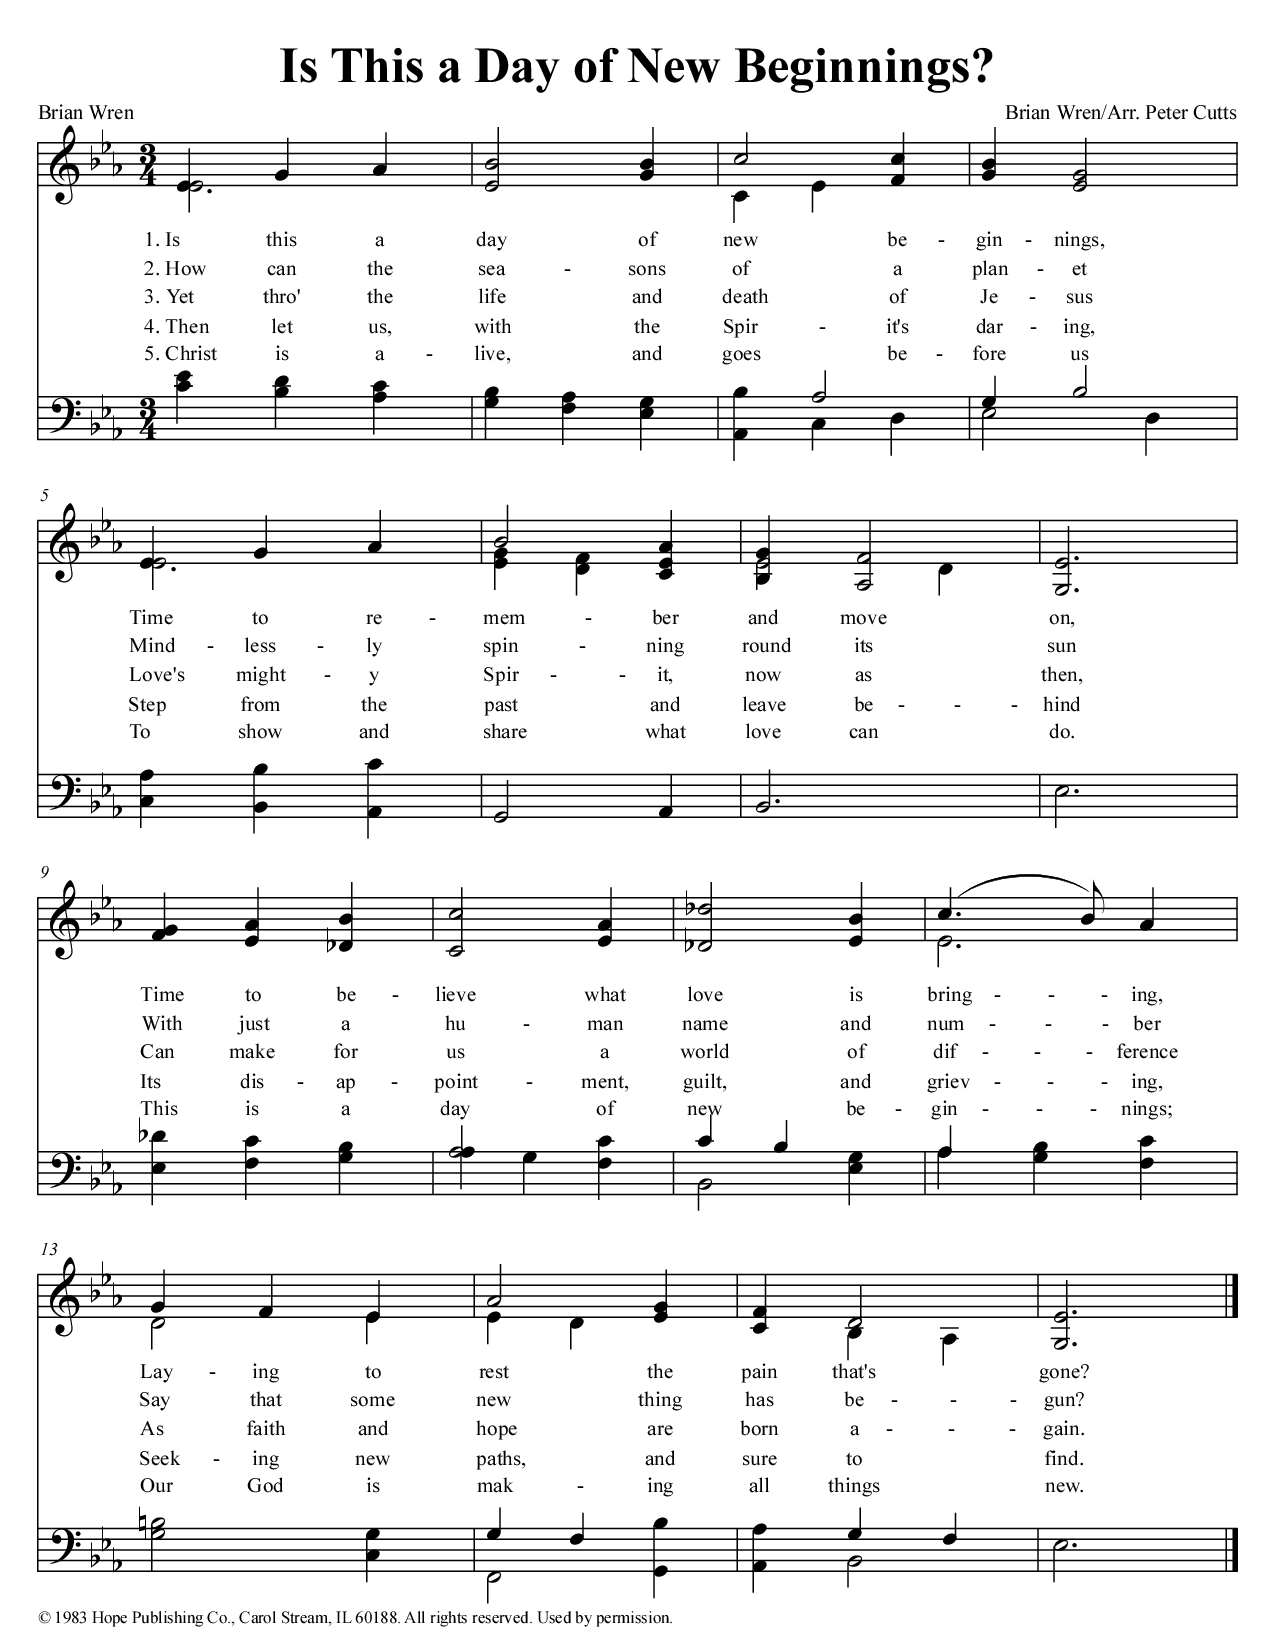 Is This a Day of New Beginnings?
Brian Wren
Brian Wren/Arr. Peter Cutts
3 4
1. Is this a day of new be - gin - nings,
2. How can the sea - sons of a plan - et
3. Yet thro' the life and death of Je - sus
4. Then let us, with the Spir - it's dar - ing,
5. Christ is a - live, and goes be - fore us
3 4
5
Time to re - mem - ber and move on,
Mind - less - ly spin - ning round its sun
Love's might - y Spir - - it, now as then,
Step from the past and leave be - - - hind
To show and share what love can do.
9
Time to be - lieve what love is bring - - - ing,
With just a hu - man name and num - - - ber
Can make for us a world of dif - - - ference
Its dis - ap - point - ment, guilt, and griev - - - ing,
This is a day of new be - gin - - - nings;
13
Lay - ing to rest the pain that's gone?
Say that some new thing has be - - - gun?
As faith and hope are born a - - - gain.
Seek - ing new paths, and sure to find.
Our God is mak - ing all things new.
© 1983 Hope Publishing Co., Carol Stream, IL 60188. All rights reserved. Used by permission.